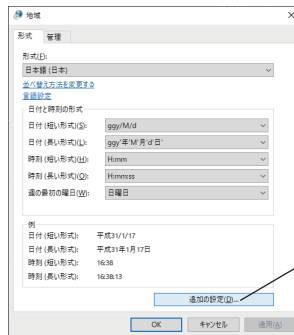 地域
形式 管理
形式(F):
日本語 (日本)
並べ替え方法を変更する
言語設定
日付と時刻の形式
日付 (短い形式)(S): ggy/M/d
日付 (長い形式)(L): ggy'年'M'月'd'日'
時刻 (短い形式)(H): H:mm
時刻 (長い形式)(O): H:mm:ss
週の最初の曜日(W): 日曜日
例
日付 (短い形式): 平成31/1/17
日付 (長い形式): 平成31年1月17日
時刻 (短い形式): 16:38
時刻 (長い形式): 16:38:13
追加の設定(D)...
OK キャンセル 適用(A)